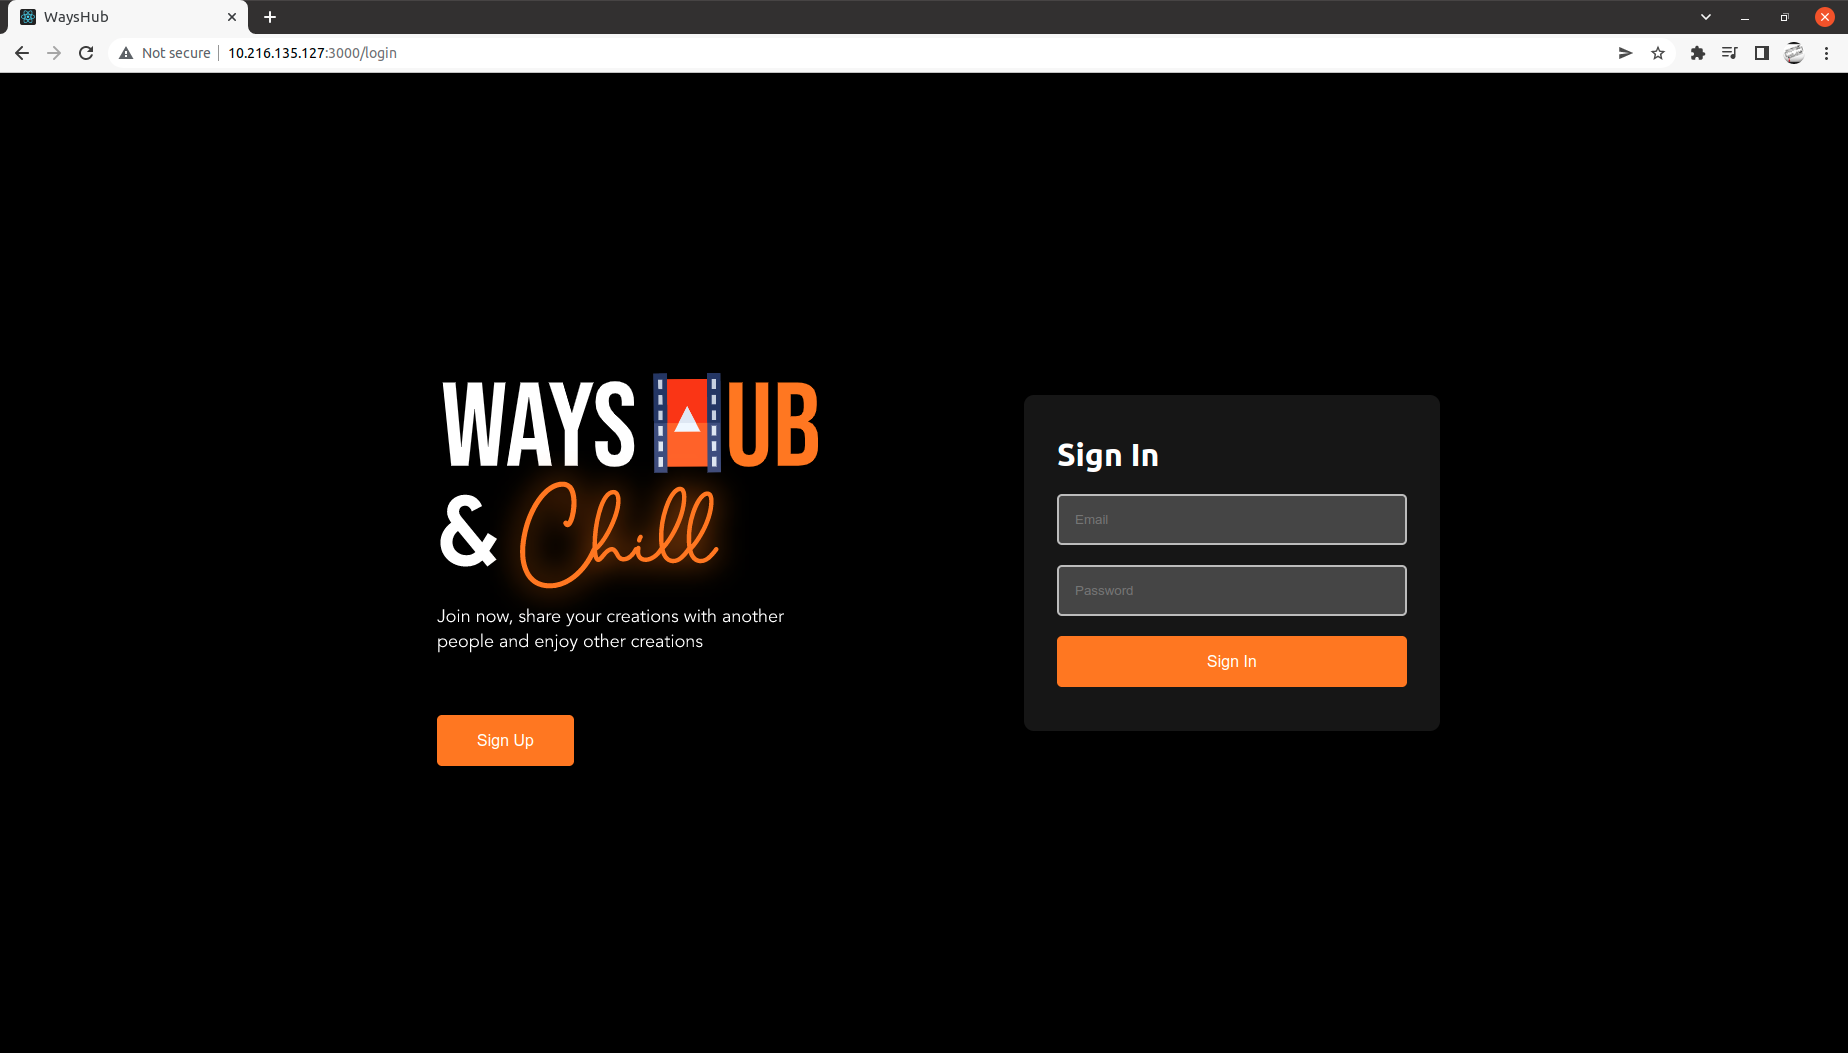 WaysHub
Not secure
10.216.135.127:3000/login
WAYS HUB
& Chill
Join now, share your creations with another
people and enjoy other creations
Sign Up
Sign In
Email
Password
Sign In